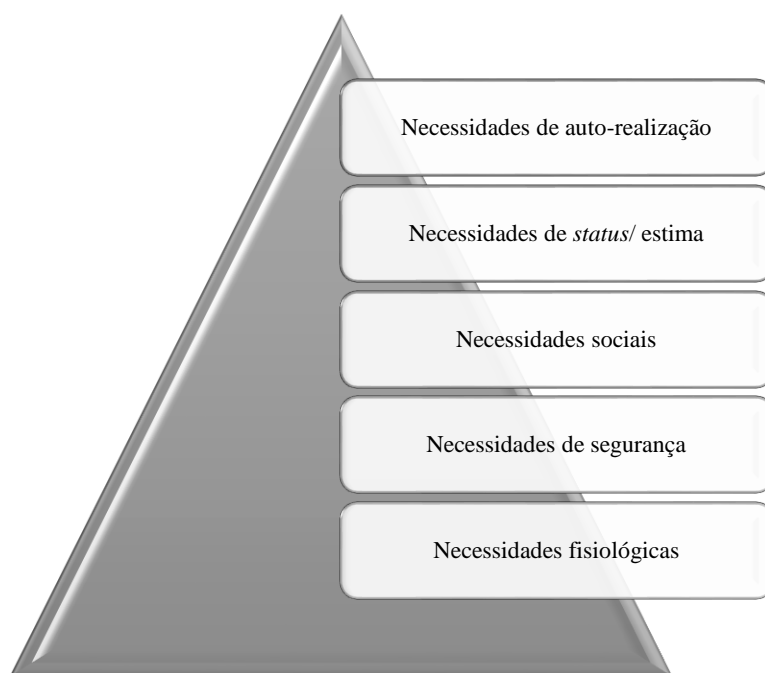 Necessidades de auto-realização
Necessidades de status/ estima
Necessidades sociais
Necessidades de segurança
Necessidades fisiológicas